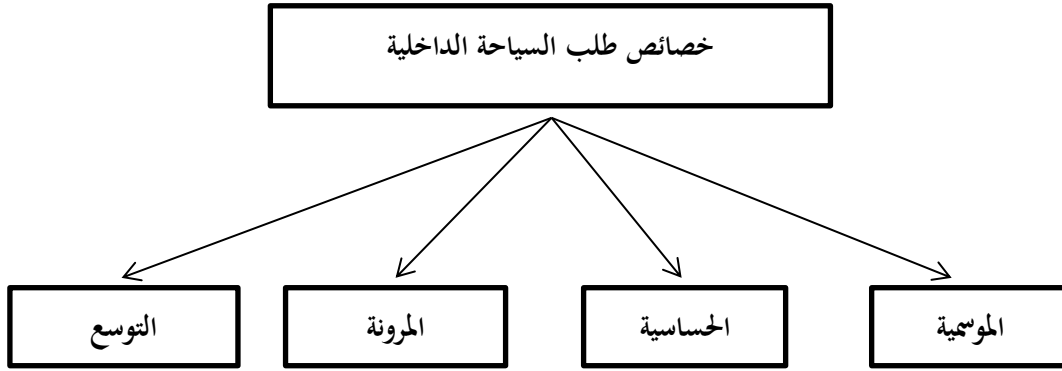 خصائص طلب السياحة الداخلية
الموسمية
الحساسية
المرونة
التوسع